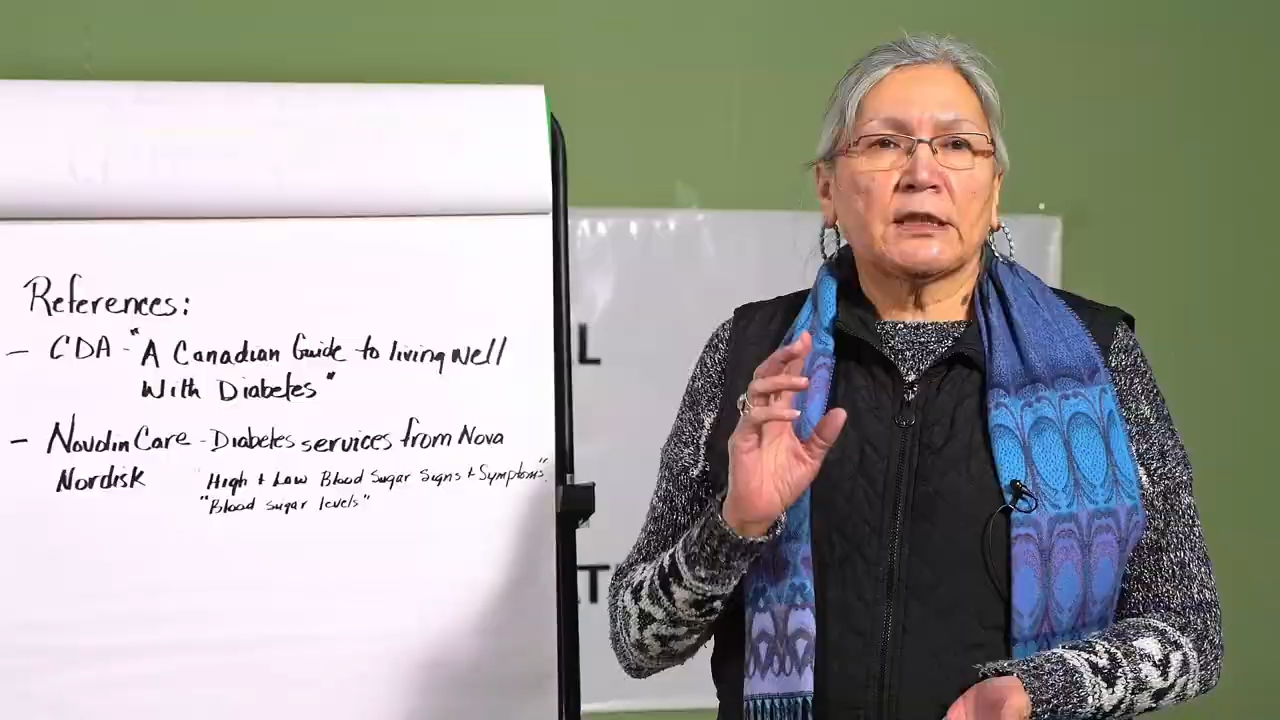 References:
- CDA - "A Canadian Guide to living well
With Diabetes"
- NovolinCare - Diabetes services from Nova
Nordisk "High & Low Blood Sugar Signs & Symptoms"
"Blood sugar levels"
L
T